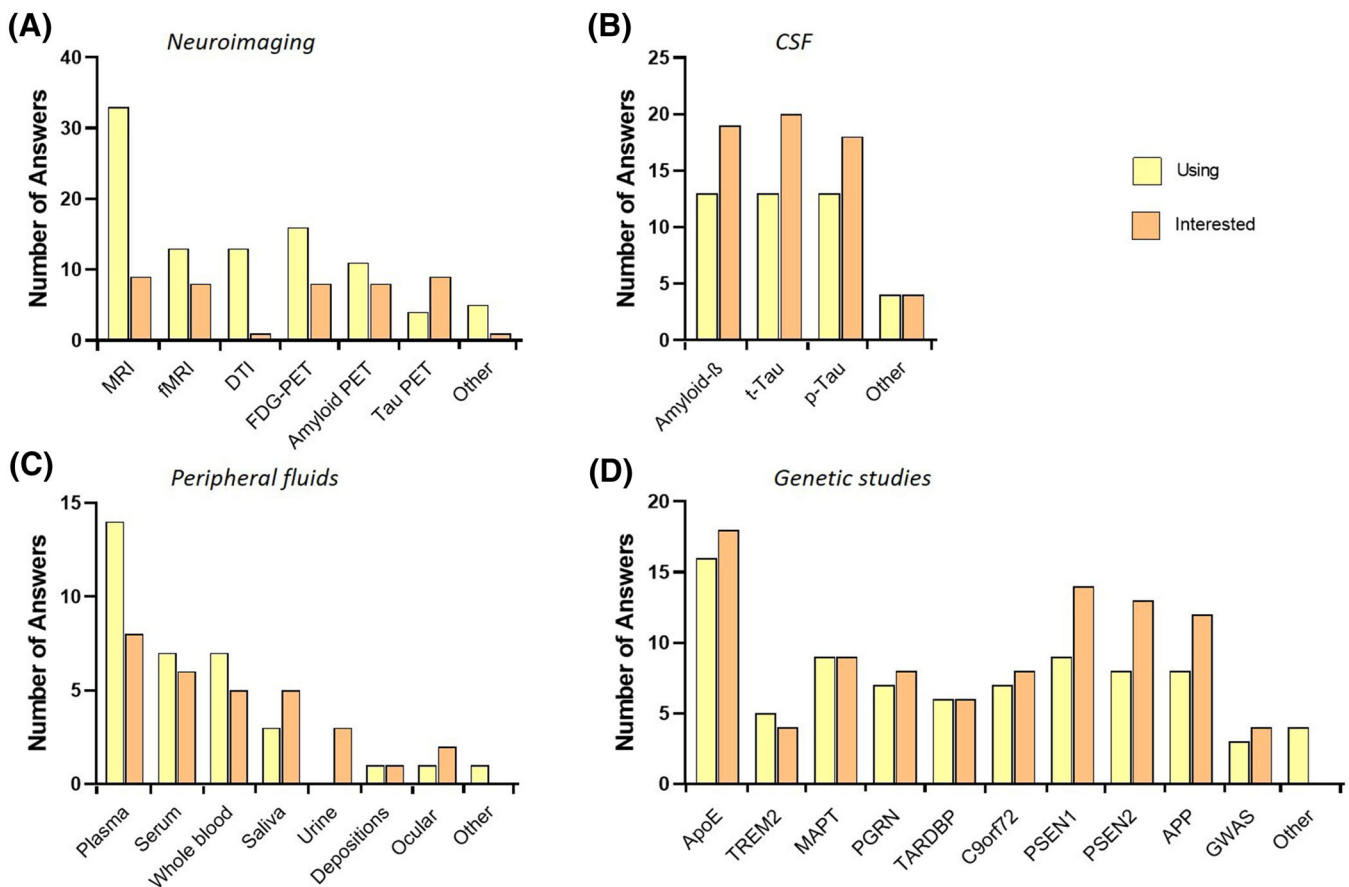 (A)
Neuroimaging
Number of Answers
40
30
20
10
0
MRI
fMRI
DTI
FDG-PET
Amyloid PET
Tau PET
Other
(B)
CSF
Number of Answers
25
20
15
10
5
0
Amyloid-ß
t-Tau
p-Tau
Other
Using
Interested
(C)
Peripheral fluids
Number of Answers
15
10
5
0
Plasma
Serum
Whole blood
Saliva
Urine
Depositions
Ocular
Other
(D)
Genetic studies
Number of Answers
20
15
10
5
0
ApoE
TREM2
MAPT
PGRN
TARDBP
C9orf72
PSEN1
PSEN2
APP
GWAS
Other